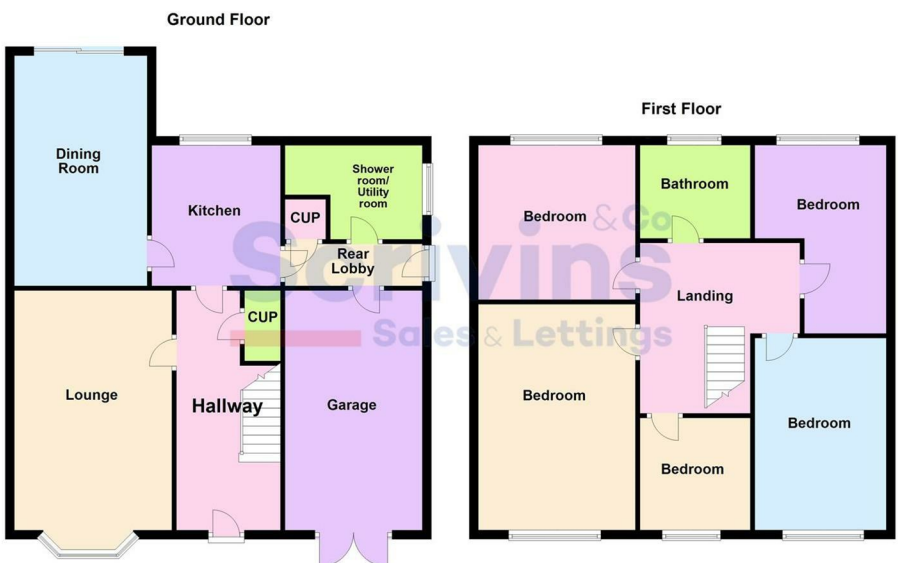 Ground Floor
First Floor
Dining
Room
Kitchen
Shower
room/
Utility
room
CUP
Rear
Lobby
CUP
Lounge
Hallway
Garage
Bedroom
Bathroom
Bedroom
Landing
Bedroom
Bedroom
Bedroom
Scrivins & Co
Sales & Lettings